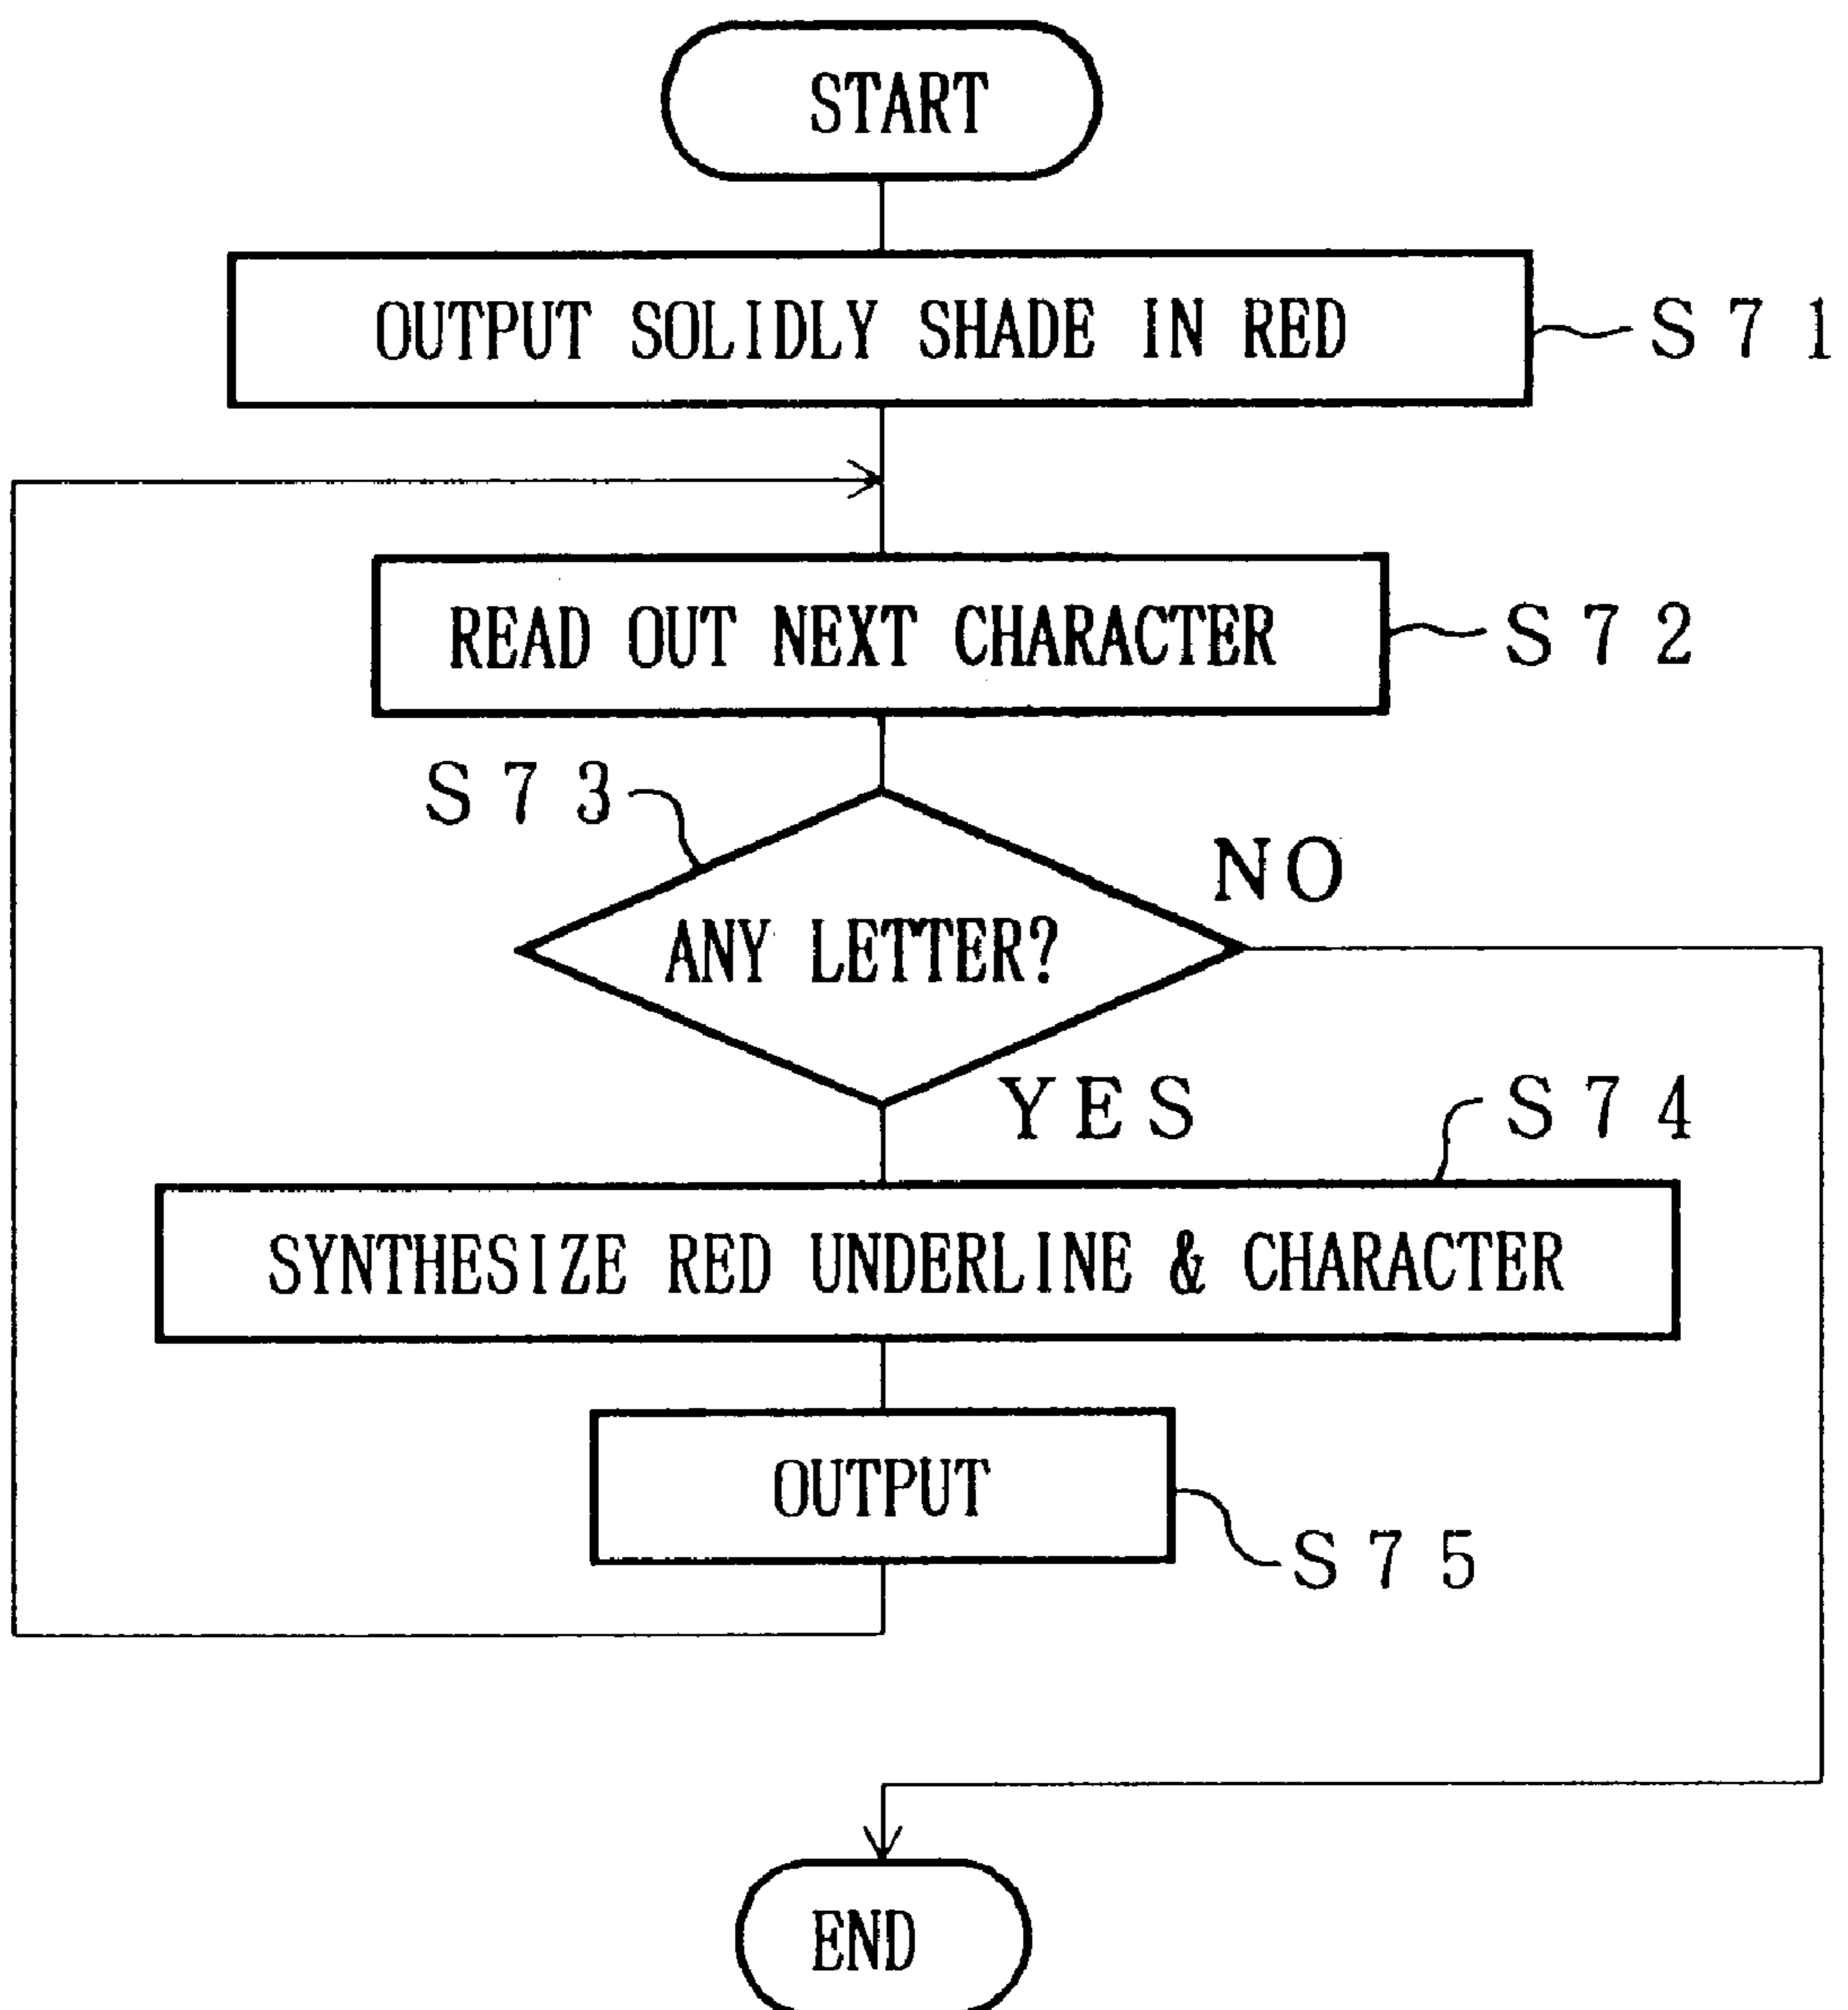 START
OUTPUT SOLIDLY SHADE IN RED
S71
READ OUT NEXT CHARACTER
S72
S73
ANY LETTER?
NO
YES
S74
SYNTHESIZE RED UNDERLINE & CHARACTER
OUTPUT
S75
END